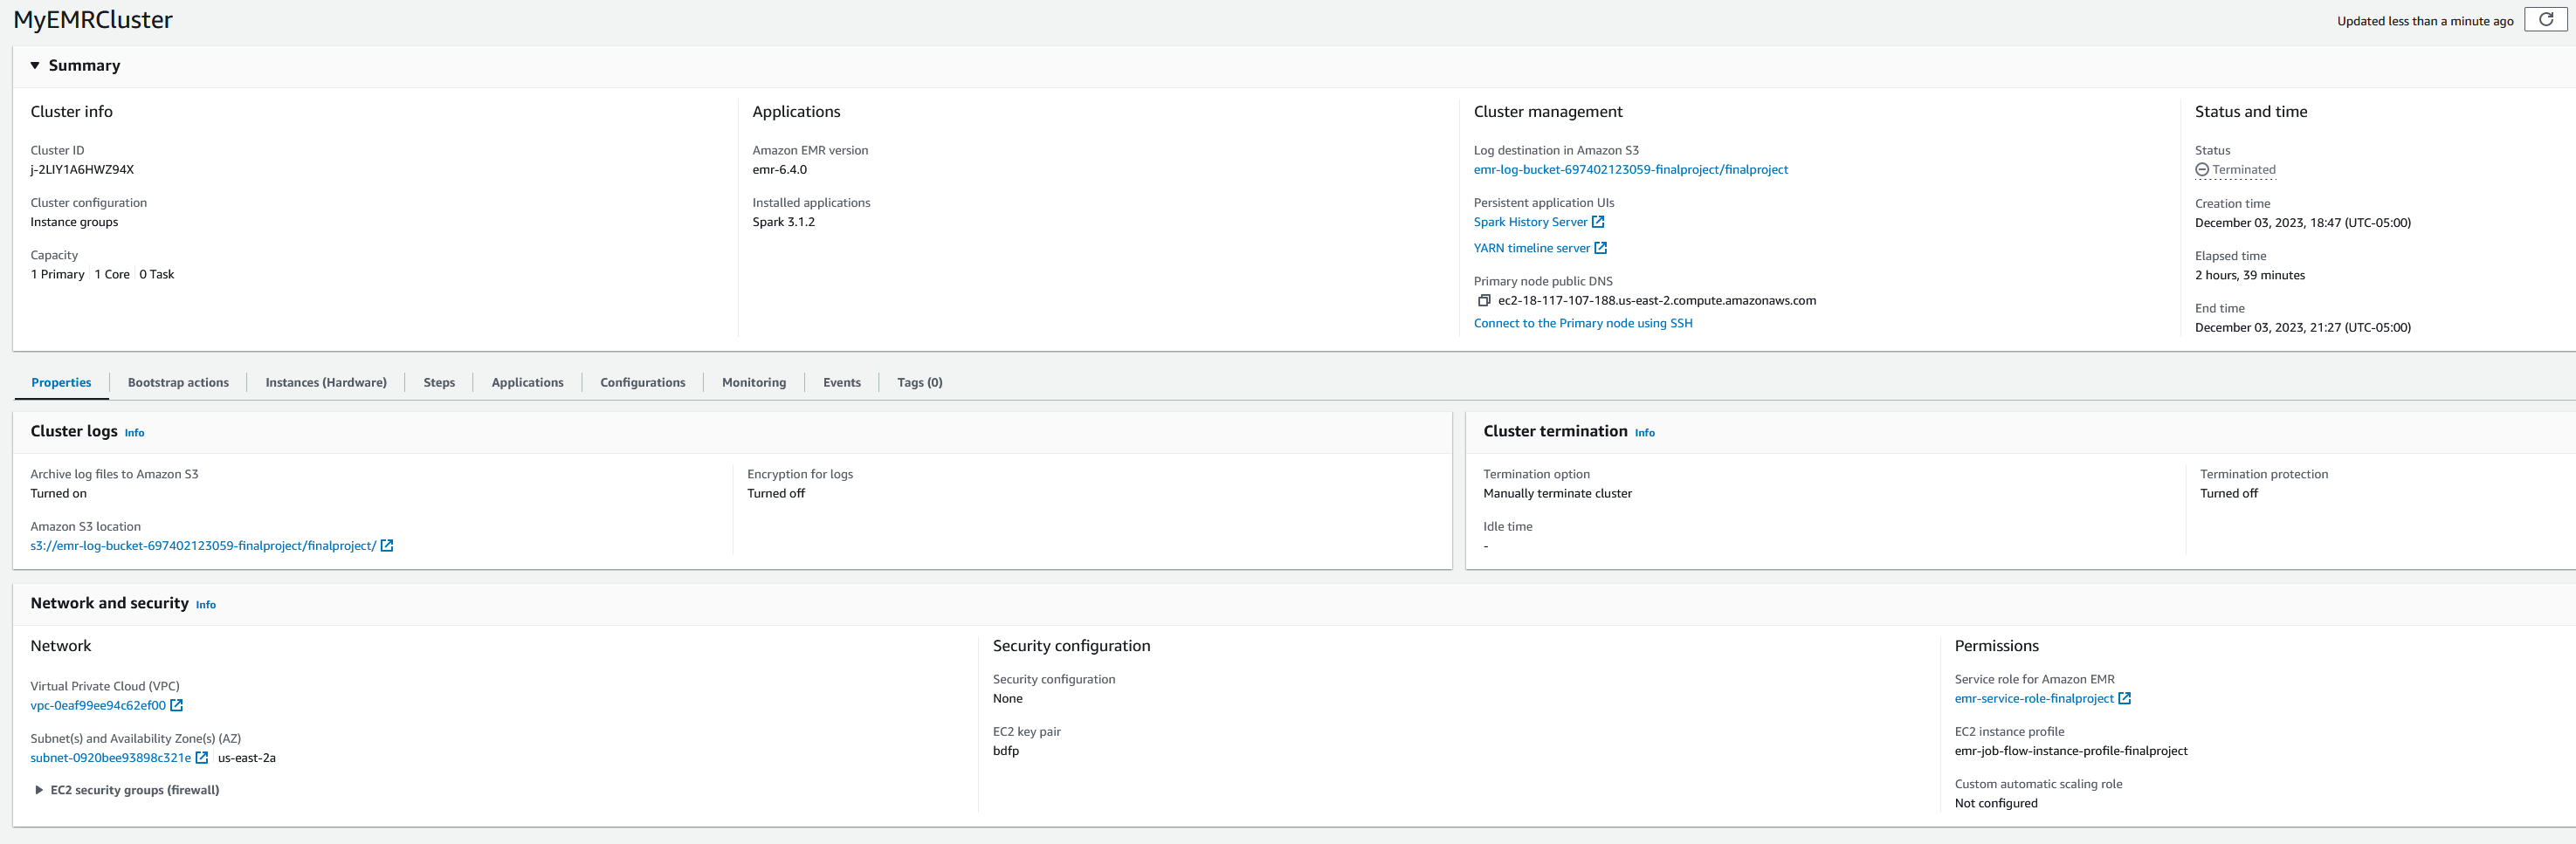 MyEMRCluster
Updated less than a minute ago
Summary
Cluster info
Cluster ID
j-2LIY1A6HWZ94X
Cluster configuration
Instance groups
Capacity
1 Primary 1 Core 0 Task
Applications
Amazon EMR version
emr-6.4.0
Installed applications
Spark 3.1.2
Cluster management
Log destination in Amazon S3
emr-log-bucket-697402123059-finalproject/finalproject
Persistent application UIs
Spark History Server
YARN timeline server
Primary node public DNS
ec2-18-117-107-188.us-east-2.compute.amazonaws.com
Connect to the Primary node using SSH
Status and time
Status
Terminated
Creation time
December 03, 2023, 18:47 (UTC-05:00)
Elapsed time
2 hours, 39 minutes
End time
December 03, 2023, 21:27 (UTC-05:00)
Properties Bootstrap actions Instances (Hardware) Steps Applications Configurations Monitoring Events Tags (0)
Cluster logs Info
Archive log files to Amazon S3
Turned on
Amazon S3 location
s3://emr-log-bucket-697402123059-finalproject/finalproject/
Encryption for logs
Turned off
Cluster termination Info
Termination option
Manually terminate cluster
Idle time
-
Termination protection
Turned off
Network and security Info
Network
Virtual Private Cloud (VPC)
vpc-0eaf99ee94c62ef00
Subnet(s) and Availability Zone(s) (AZ)
subnet-0920bee93898c321e us-east-2a
EC2 security groups (firewall)
Security configuration
Security configuration
None
EC2 key pair
bdfp
Permissions
Service role for Amazon EMR
emr-service-role-finalproject
EC2 instance profile
emr-job-flow-instance-profile-finalproject
Custom automatic scaling role
Not configured